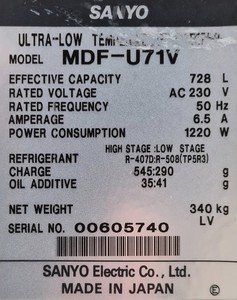 SANYO
ULTRA-LOW
MODEL MDF-U71V
EFFECTIVE CAPACITY 728 L
RATED VOLTAGE AC 230 V
RATED FREQUENCY 50 Hz
AMPERAGE 6.5 A
POWER CONSUMPTION 1220 W
HIGH STAGE :LOW STAGE
REFRIGERANT R-407D:R-508(TP5R3)
CHARGE 545:290 g
OIL ADDITIVE 35:41 g
NET WEIGHT 340 kg
LV
SERIAL NO. 00605740
SANYO Electric Co., Ltd.
MADE IN JAPAN E